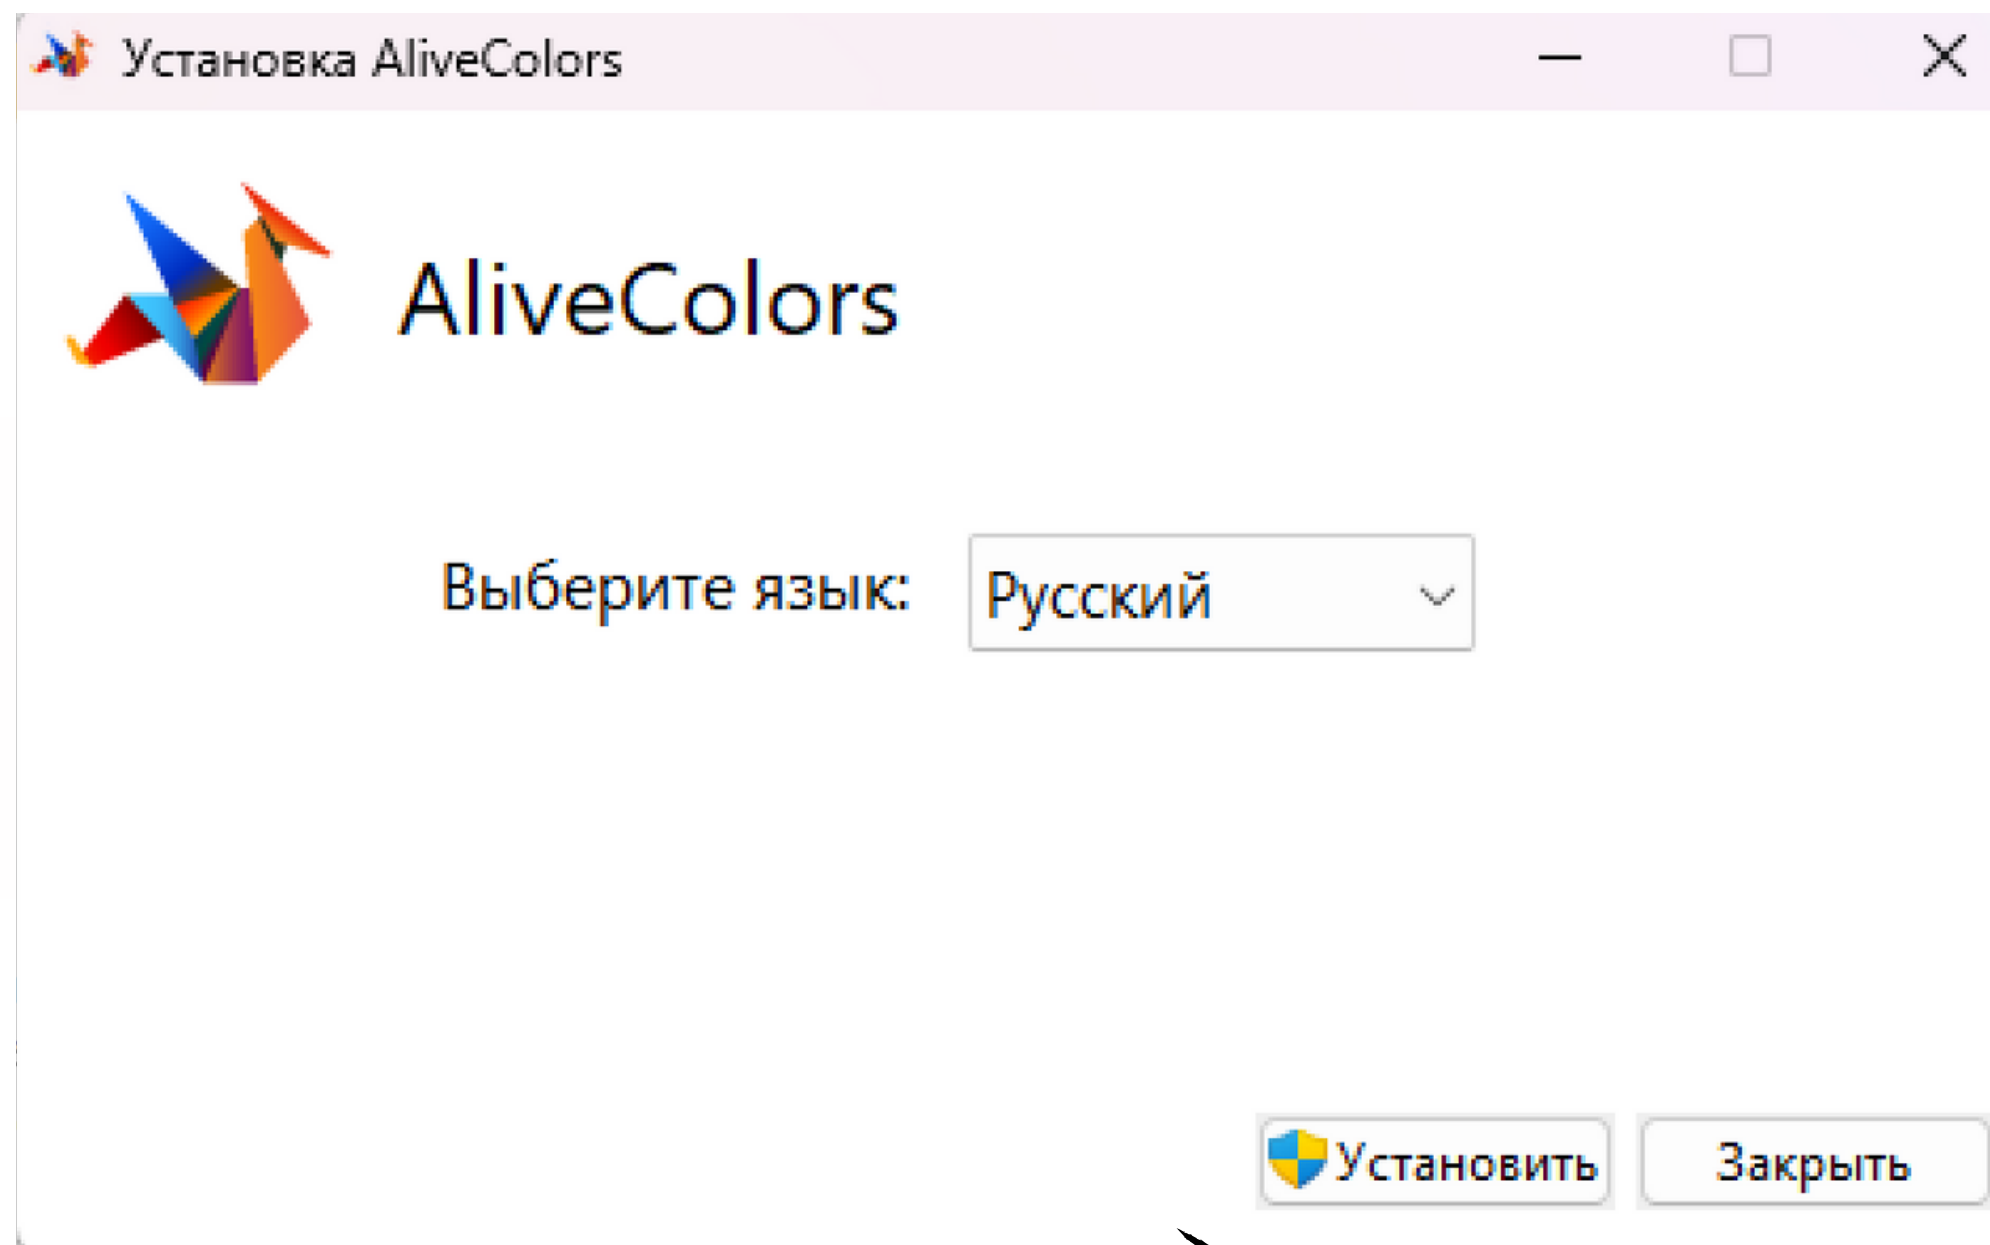 Установка AliveColors
AliveColors
Выберите язык:
Русский
Установить
Закрыть